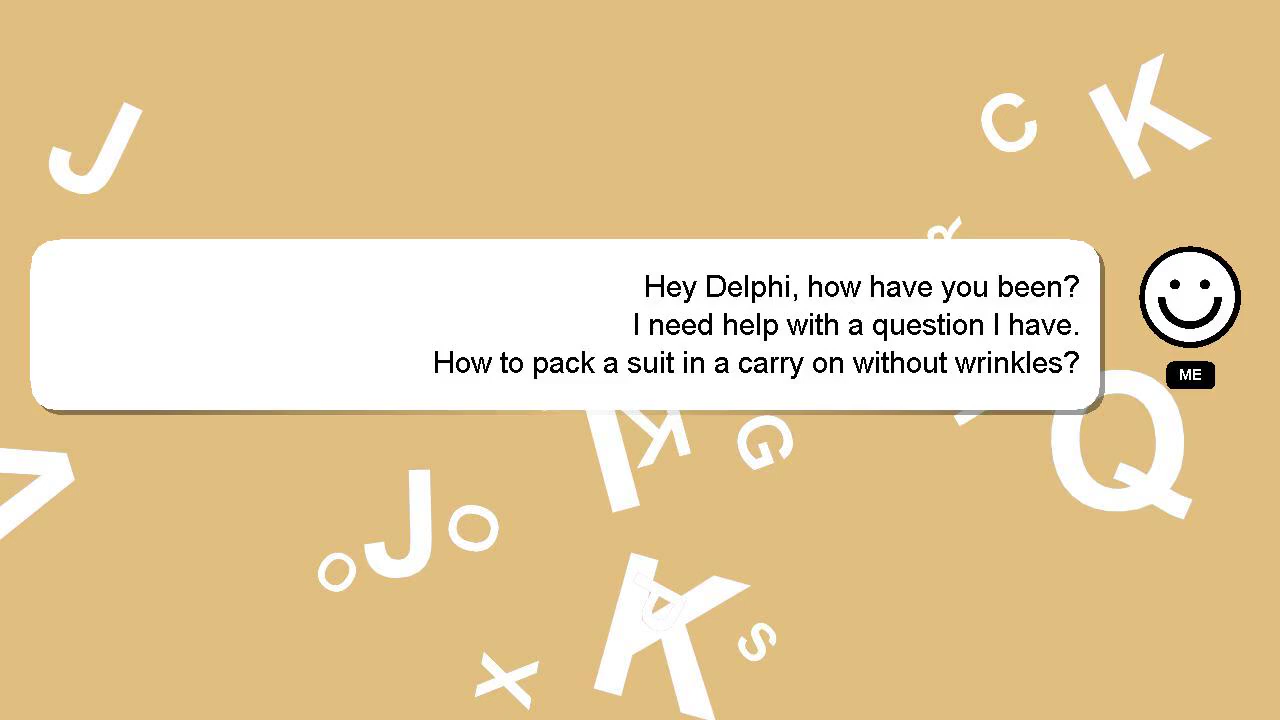 J
C
K
R
Hey Delphi, how have you been?
I need help with a question I have.
How to pack a suit in a carry on without wrinkles?
ME
K
G
Q
J
O
O
K
P
S
X